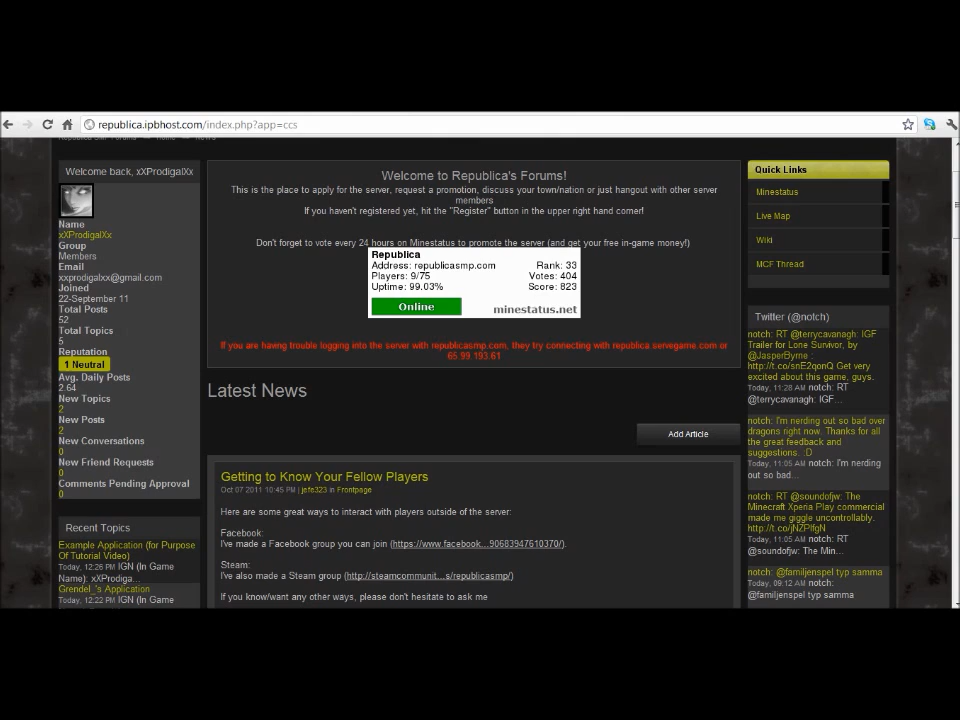 republica.ipbhost.com/index.php?app=ccs
Welcome back, xXProdigalXx
Name
xXProdigalXx
Group
Members
Email
xxprodigalxx@gmail.com
Joined
22-September 11
Total Posts
52
Total Topics
5
Reputation
1 Neutral
Avg. Daily Posts
2.64
New Topics
2
New Posts
2
New Conversations
0
New Friend Requests
0
Comments Pending Approval
0
Recent Topics
Example Application (for Purpose
Of Tutorial Video)
Today, 12:26 PM IGN (In Game
Name): xXProdiga...
Grendel_'s Application
Today, 12:22 PM IGN (In Game
Welcome to Republica's Forums!
This is the place to apply for the server, request a promotion, discuss your town/nation or just hangout with other server
members
If you haven't registered yet, hit the "Register" button in the upper right hand corner!
Don't forget to vote every 24 hours on Minestatus to promote the server (and get your free in-game money!)
Republica
Address: republicasmp.com Rank: 33
Players: 9/75 Votes: 404
Uptime: 99.03% Score: 823
Online minestatus.net
If you are having trouble logging into the server with republicasmp.com, they try connecting with republica.servegame.com or
65.99.193.61
Latest News
Add Article
Getting to Know Your Fellow Players
Oct 07 2011 10:45 PM | jefe323 in Frontpage
Here are some great ways to interact with players outside of the server:
Facebook:
I've made a Facebook group you can join (https://www.facebook...90683947610370/).
Steam:
I've also made a Steam group (http://steamcommunit...s/republicasmp/)
If you know/want any other ways, please don't hesitate to ask me
Quick Links
Minestatus
Live Map
Wiki
MCF Thread
Twitter (@notch)
notch: RT @terrycavanagh: IGF
Trailer for Lone Survivor, by
@JasperByrne :
http://t.co/snE2qonQ Get very
excited about this game, guys.
Today, 11:28 AM notch: RT
@terrycavanagh: IGF...
notch: I'm nerding out so bad over
dragons right now. Thanks for all
the great feedback and
suggestions. :D
Today, 11:05 AM notch: I'm nerding
out so bad...
notch: RT @soundofjw: The
Minecraft Xperia Play commercial
made me giggle uncontrollably.
http://t.co/jNZPlfgN
Today, 11:05 AM notch: RT
@soundofjw: The Min...
notch: @familjenspel typ samma
Today, 09:12 AM notch:
@familjenspel typ samma